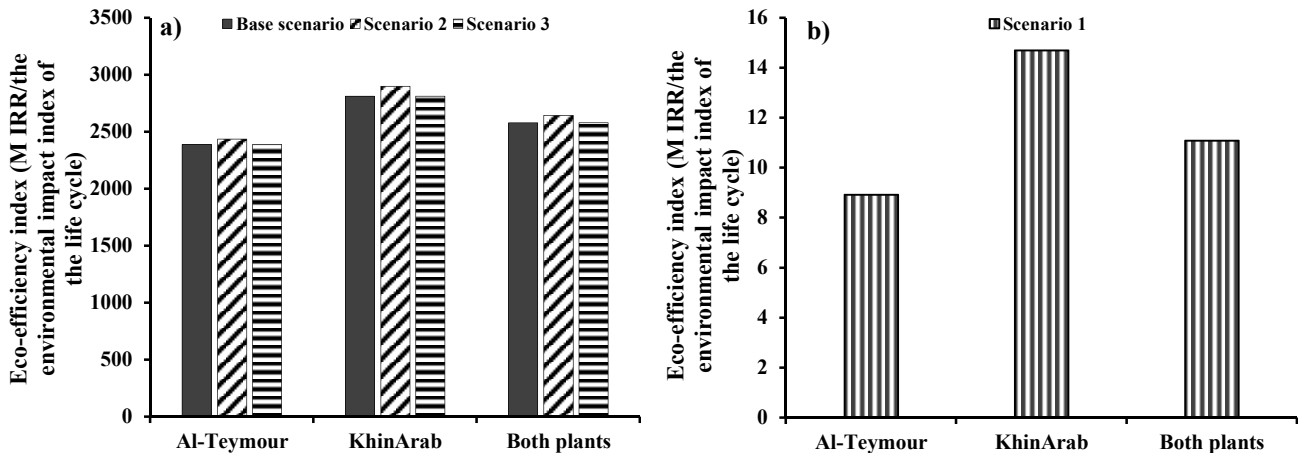 a)
Base scenario Scenario 2 Scenario 3
Eco-efficiency index (M IRR/the
environmental impact index of
the life cycle)
3500
3000
2500
2000
1500
1000
500
0
Al-Teymour KhinArab Both plants
b)
Scenario 1
Eco-efficiency index (M IRR/the
environmental impact index of
the life cycle)
16
14
12
10
8
6
4
2
0
Al-Teymour KhinArab Both plants